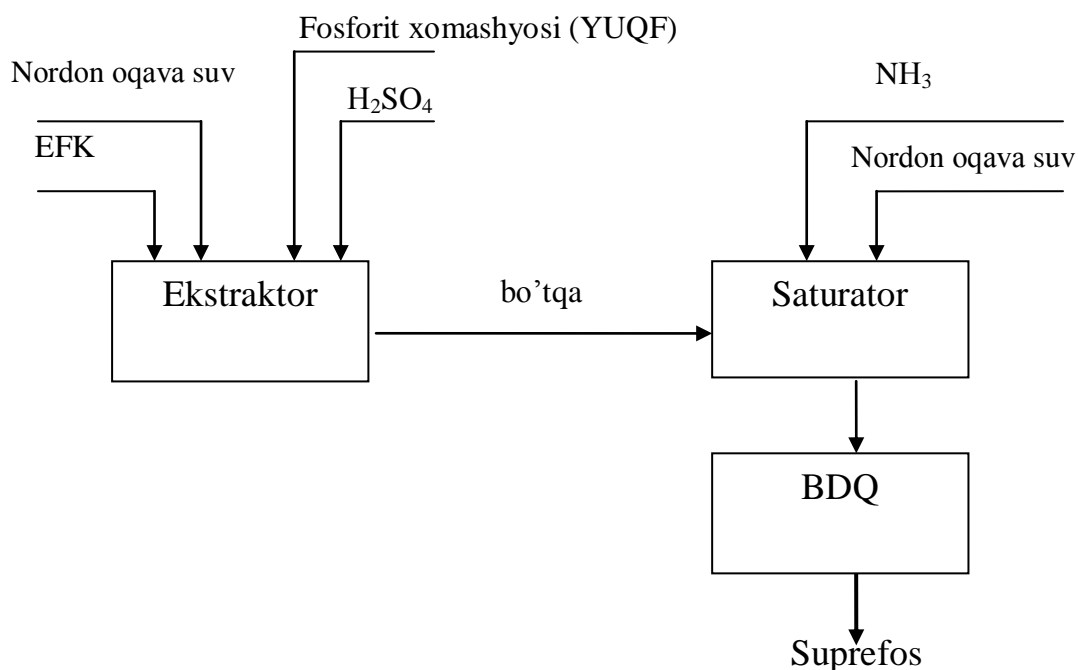 Fosforit xomashyosi (YUQF)
Nordon oqava suv
H₂SO₄
NH₃
EFK
Nordon oqava suv
Ekstraktor
bo’tqa
Saturator
BDQ
Suprefos